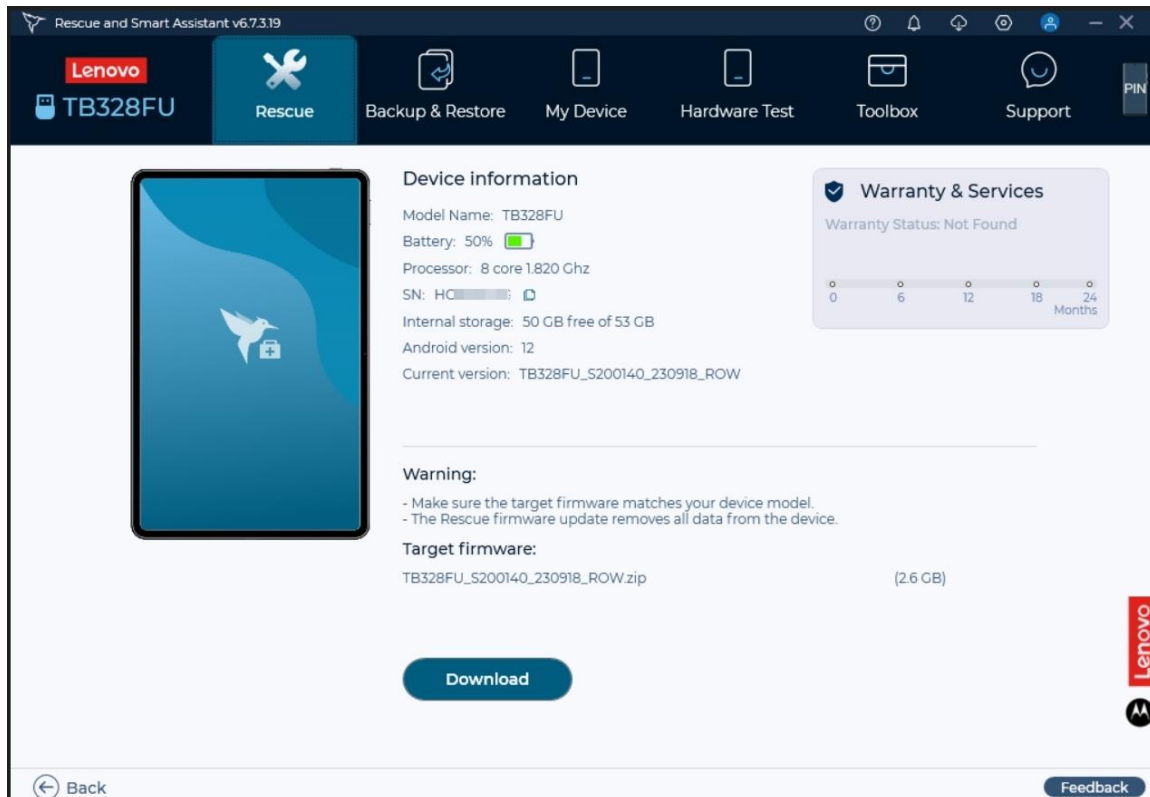 Rescue and Smart Assistant v6.7.3.19
Lenovo
TB328FU
Rescue
Backup & Restore
My Device
Hardware Test
Toolbox
Support
PIN
Device information
Model Name: TB328FU
Battery: 50%
Processor: 8 core 1.820 Ghz
SN: HC
Internal storage: 50 GB free of 53 GB
Android version: 12
Current version: TB328FU_S200140_230918_ROW
Warranty & Services
Warranty Status: Not Found
0 6 12 18 24
Months
Warning:
- Make sure the target firmware matches your device model.
- The Rescue firmware update removes all data from the device.
Target firmware:
TB328FU_S200140_230918_ROW.zip (2.6 GB)
Download
Lenovo
Back
Feedback